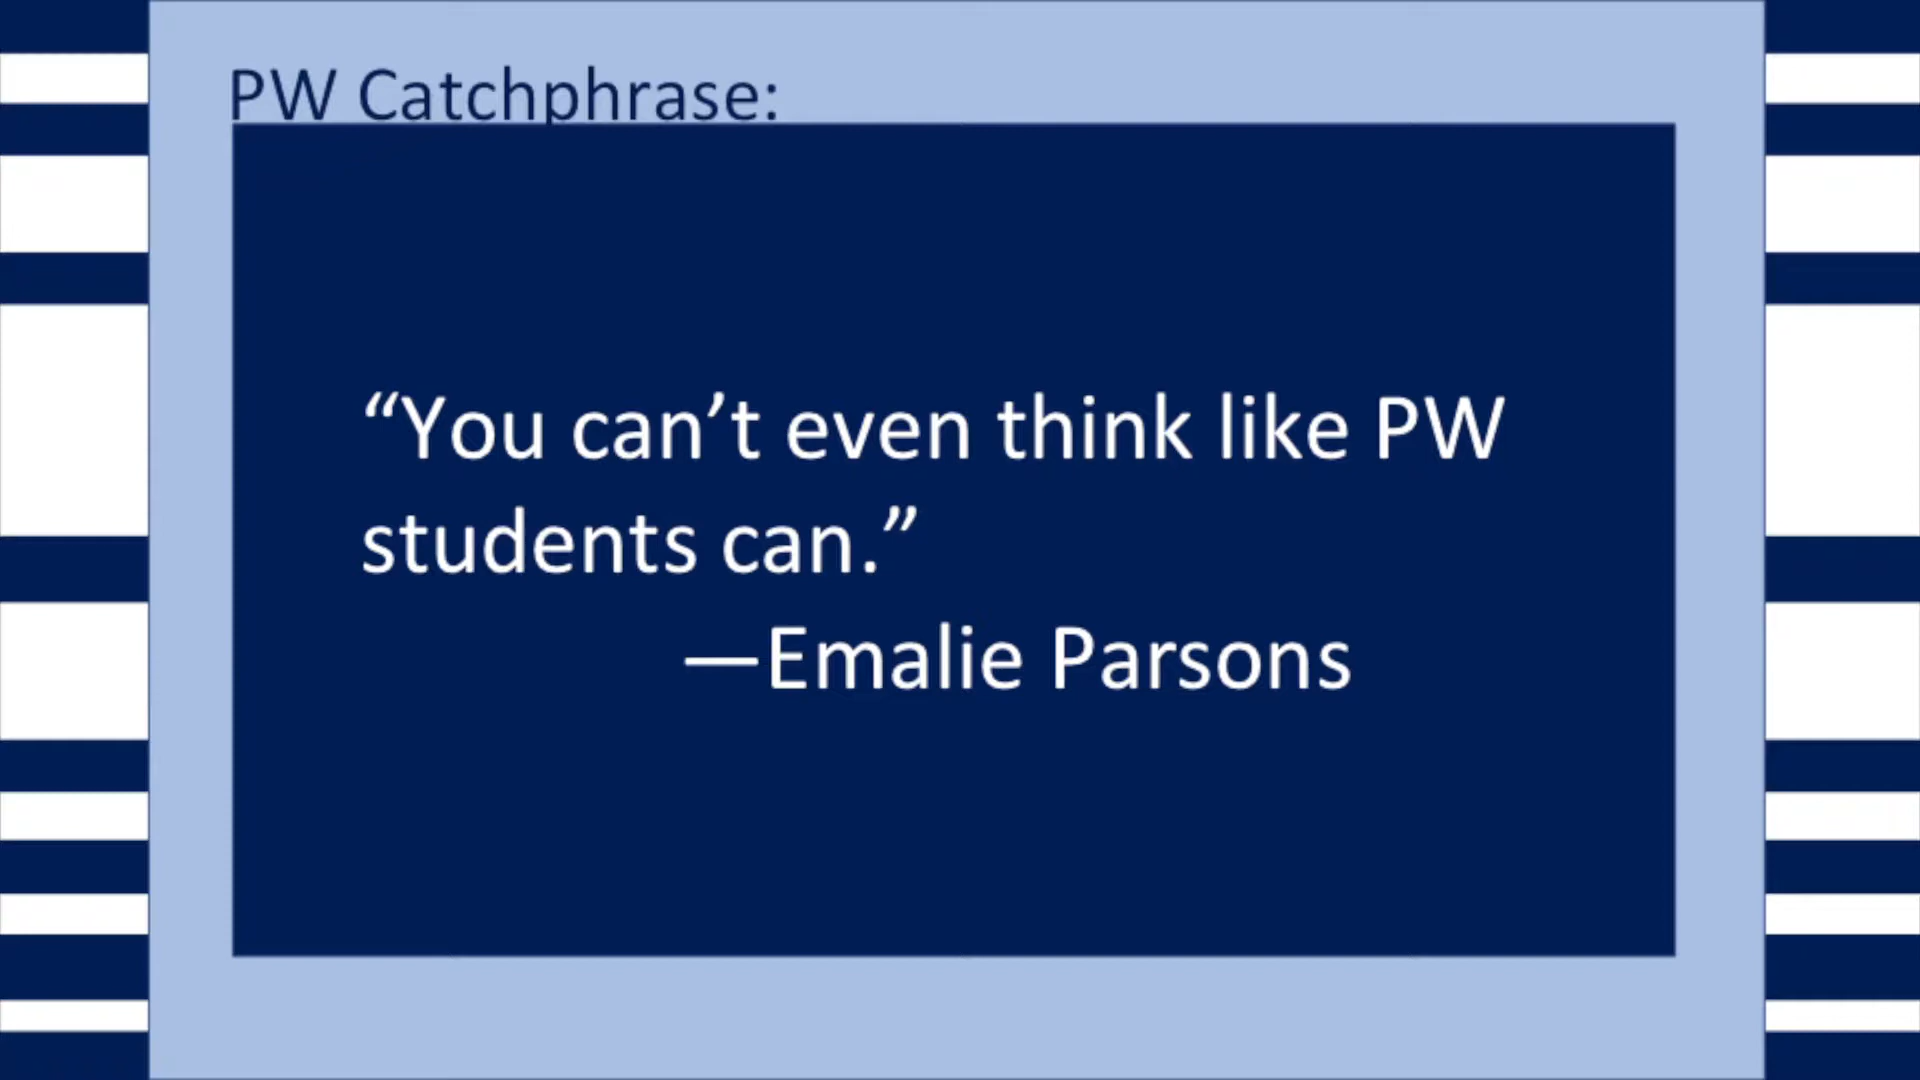 PW Catchphrase:
“You can’t even think like PW
students can.”
—Emalie Parsons